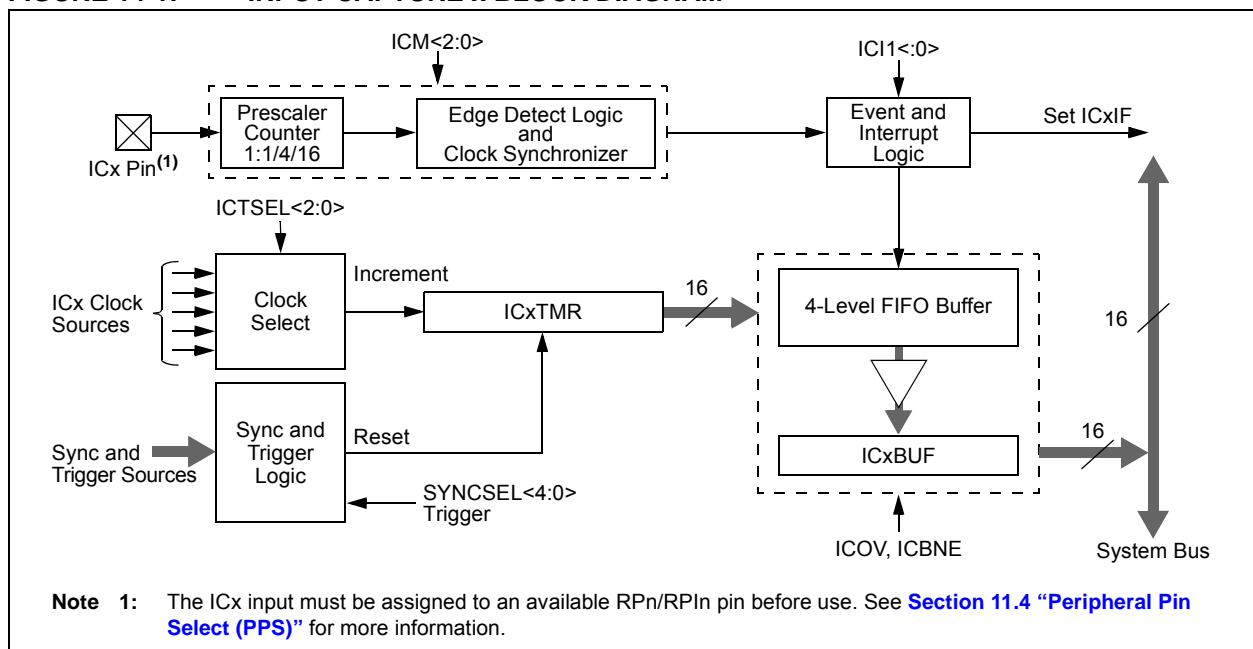 ICM<2:0>
ICI1<:0>
Prescaler
Counter
1:1/4/16
Edge Detect Logic
and
Clock Synchronizer
Event and
Interrupt
Logic
Set ICxIF
ICx Pin(1)
ICTSEL<2:0>
ICx Clock
Sources
Clock
Select
Increment
ICxTMR
16
4-Level FIFO Buffer
16
Sync and
Trigger Sources
Sync and
Trigger
Logic
Reset
ICxBUF
16
SYNCSEL<4:0>
Trigger
ICOV, ICBNE
System Bus
Note 1: The ICx input must be assigned to an available RPn/RPIn pin before use. See Section 11.4 “Peripheral Pin
Select (PPS)” for more information.